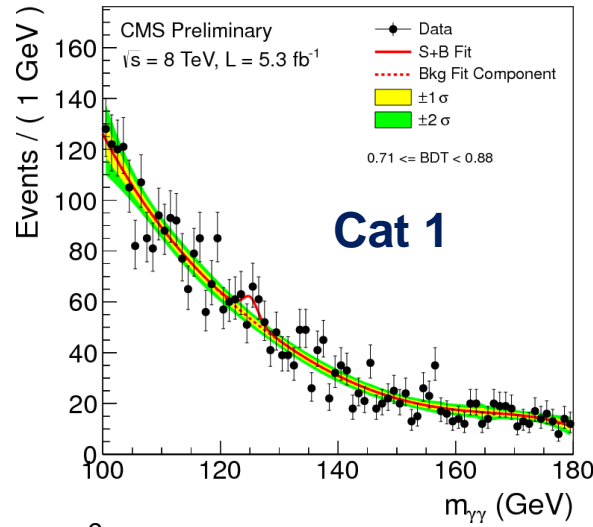 CMS Preliminary
√s = 8 TeV, L = 5.3 fb⁻¹
Data
S+B Fit
Bkg Fit Component
±1 σ
±2 σ
0.71 <= BDT < 0.88
Cat 1
Events / ( 1 GeV )
160
140
120
100
80
60
40
20
0
100 120 140 160 180
mγγ (GeV)